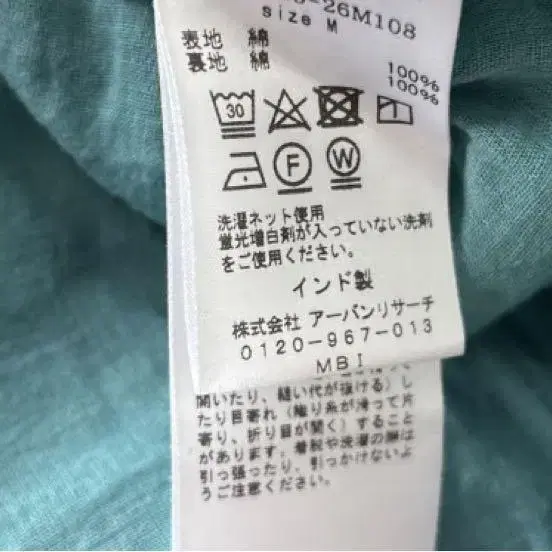 -26M108
size M
表地 綿 100%
裏地 綿 100%
30
F
W
洗濯ネット使用
蛍光増白剤が入っていない洗剤
をご使用ください。
インド製
株式会社 アーバンリサーチ
0120-967-013
MBI
開いたり、縫い代が抜ける)し
たり目寄れ(織り糸が滑って片
寄り、折り目が開く)すること
があります。着脱や洗濯の際は
引っ張ったり、引っかけないよ
うご注意ください。